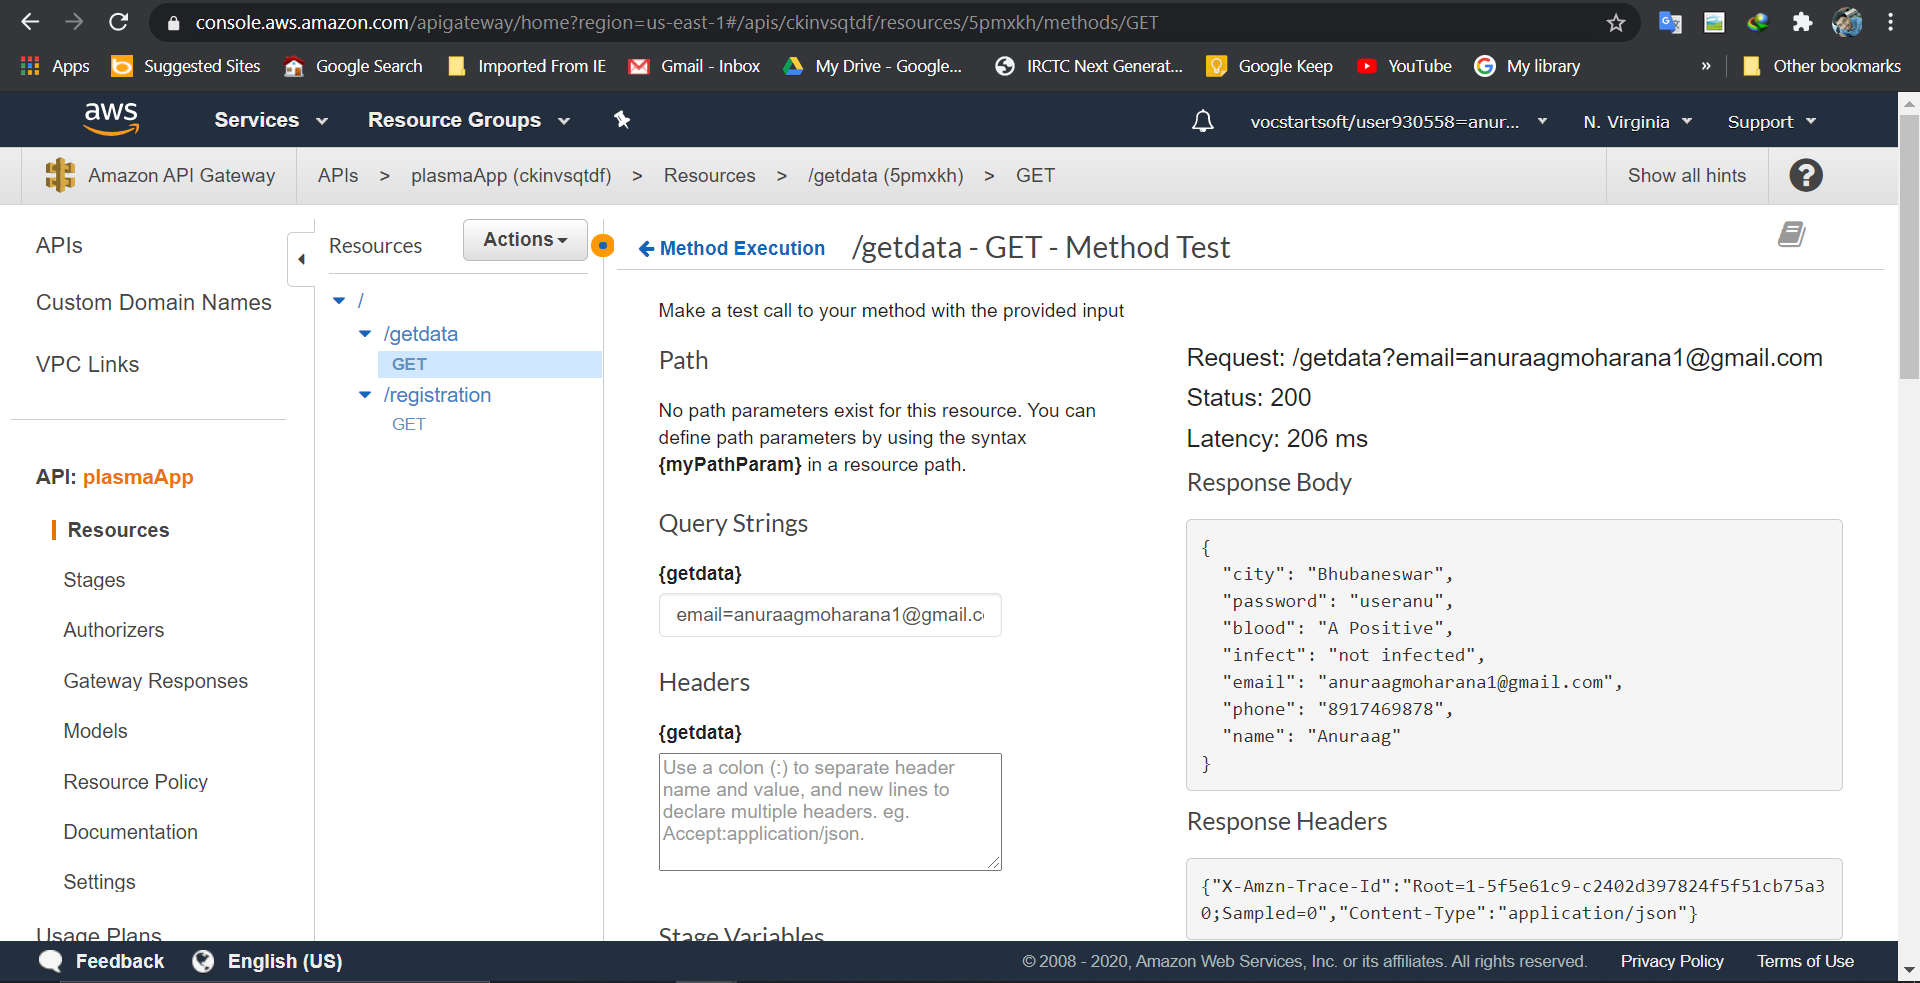 console.aws.amazon.com/apigateway/home?region=us-east-1#/apis/ckinvsqtdf/resources/5pmxkh/methods/GET
Apps Suggested Sites Google Search Imported From IE Gmail - Inbox My Drive - Google... IRCTC Next Generat... Google Keep YouTube My library » Other bookmarks
aws Services Resource Groups vocstartsoft/user930558=anur... N. Virginia Support
Amazon API Gateway APIs > plasmaApp (ckinvsqtdf) > Resources > /getdata (5pmxkh) > GET Show all hints ?
APIs
Custom Domain Names
VPC Links
API: plasmaApp
Resources
Stages
Authorizers
Gateway Responses
Models
Resource Policy
Documentation
Settings
Usage Plans
Resources Actions
/
/getdata
GET
/registration
GET
Method Execution /getdata - GET - Method Test
Make a test call to your method with the provided input
Path
No path parameters exist for this resource. You can
define path parameters by using the syntax
{myPathParam} in a resource path.
Query Strings
{getdata}
email=anuraagmoharana1@gmail.c
Headers
{getdata}
Use a colon (:) to separate header
name and value, and new lines to
declare multiple headers. eg.
Accept:application/json.
Stage Variables
Request: /getdata?email=anuraagmoharana1@gmail.com
Status: 200
Latency: 206 ms
Response Body
{
"city": "Bhubaneswar",
"password": "useranu",
"blood": "A Positive",
"infect": "not infected",
"email": "anuraagmoharana1@gmail.com",
"phone": "8917469878",
"name": "Anuraag"
}
Response Headers
{"X-Amzn-Trace-Id":"Root=1-5f5e61c9-c2402d397824f5f51cb75a3
0;Sampled=0","Content-Type":"application/json"}
Feedback English (US) © 2008 - 2020, Amazon Web Services, Inc. or its affiliates. All rights reserved. Privacy Policy Terms of Use